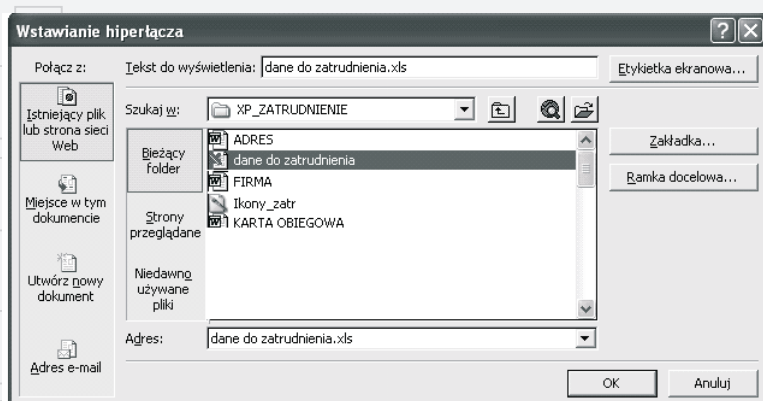 Wstawianie hiperłącza
Połącz z:
Tekst do wyświetlenia: dane do zatrudnienia.xls
Etykietka ekranowa...
Istniejący plik
lub strona sieci
Web
Szukaj w: XP_ZATRUDNIENIE
Bieżący
folder
ADRES
dane do zatrudnienia
FIRMA
Ikony_zatr
KARTA OBIEGOWA
Zakładka...
Ramka docelowa...
Miejsce w tym
dokumencie
Strony
przeglądane
Utwórz nowy
dokument
Niedawno
używane
pliki
Adres e-mail
Adres: dane do zatrudnienia.xls
OK
Anuluj